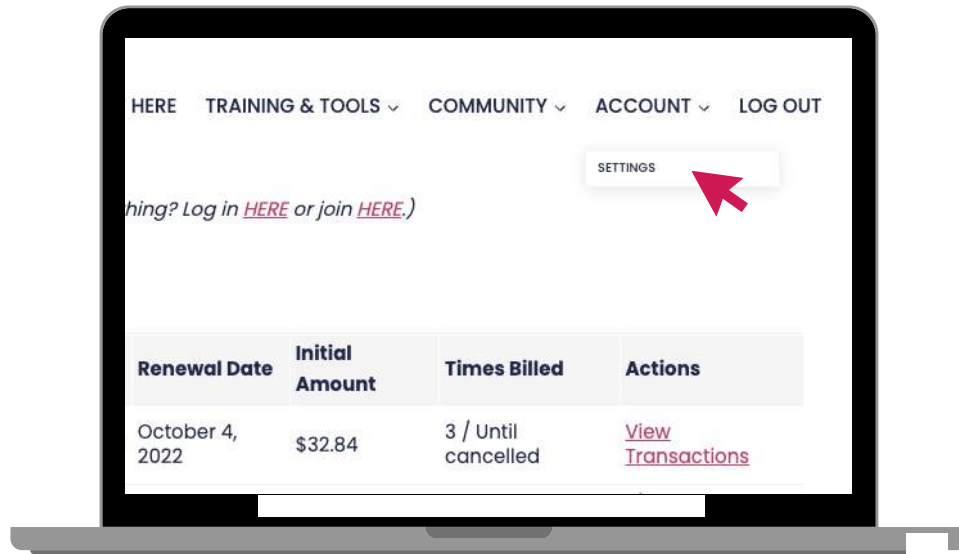 HERE TRAINING & TOOLS COMMUNITY ACCOUNT LOG OUT
SETTINGS
hing? Log in HERE or join HERE.)
Renewal Date Initial Amount Times Billed Actions
October 4, 2022 $32.84 3 / Until cancelled View Transactions